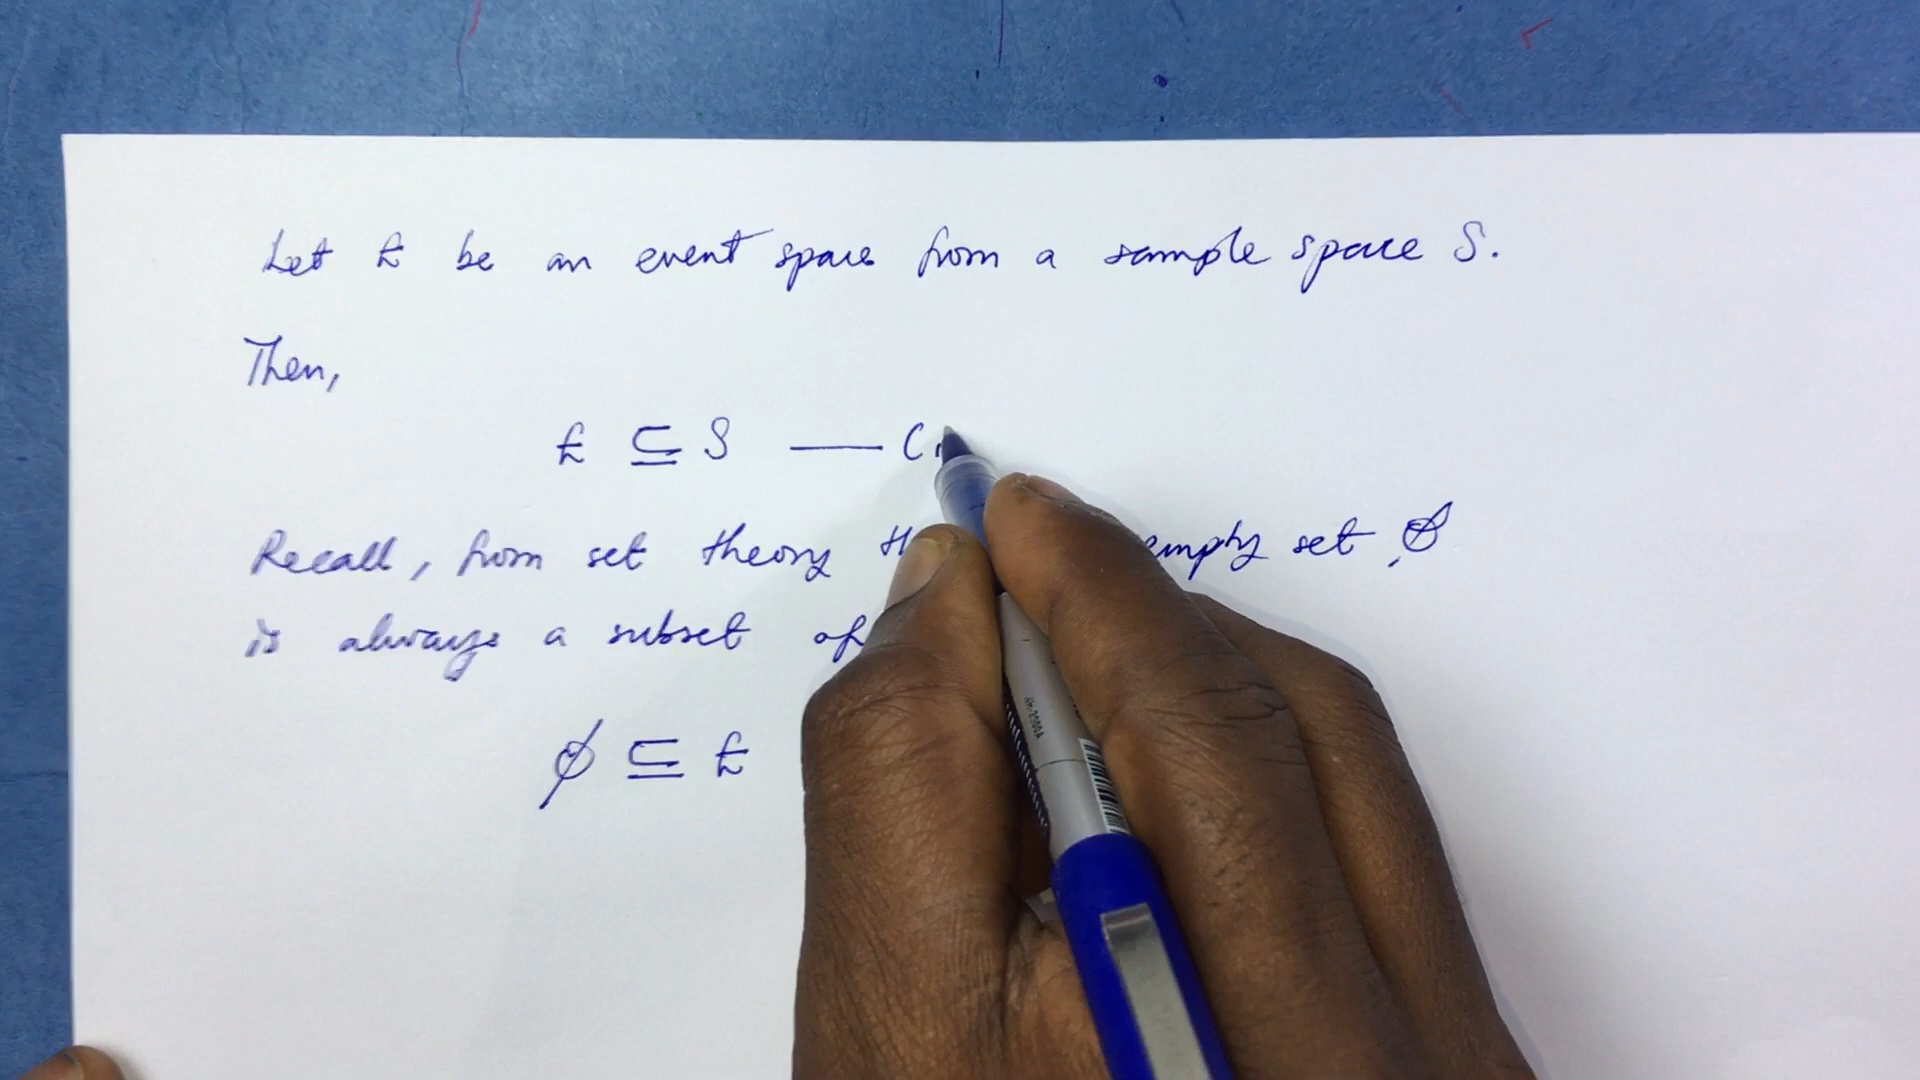 Let E be an event space from a sample space S.
Then,
E ⊆ S — (
Recall, from set theory empty set, ∅
is always a subset of
∅ ⊆ E